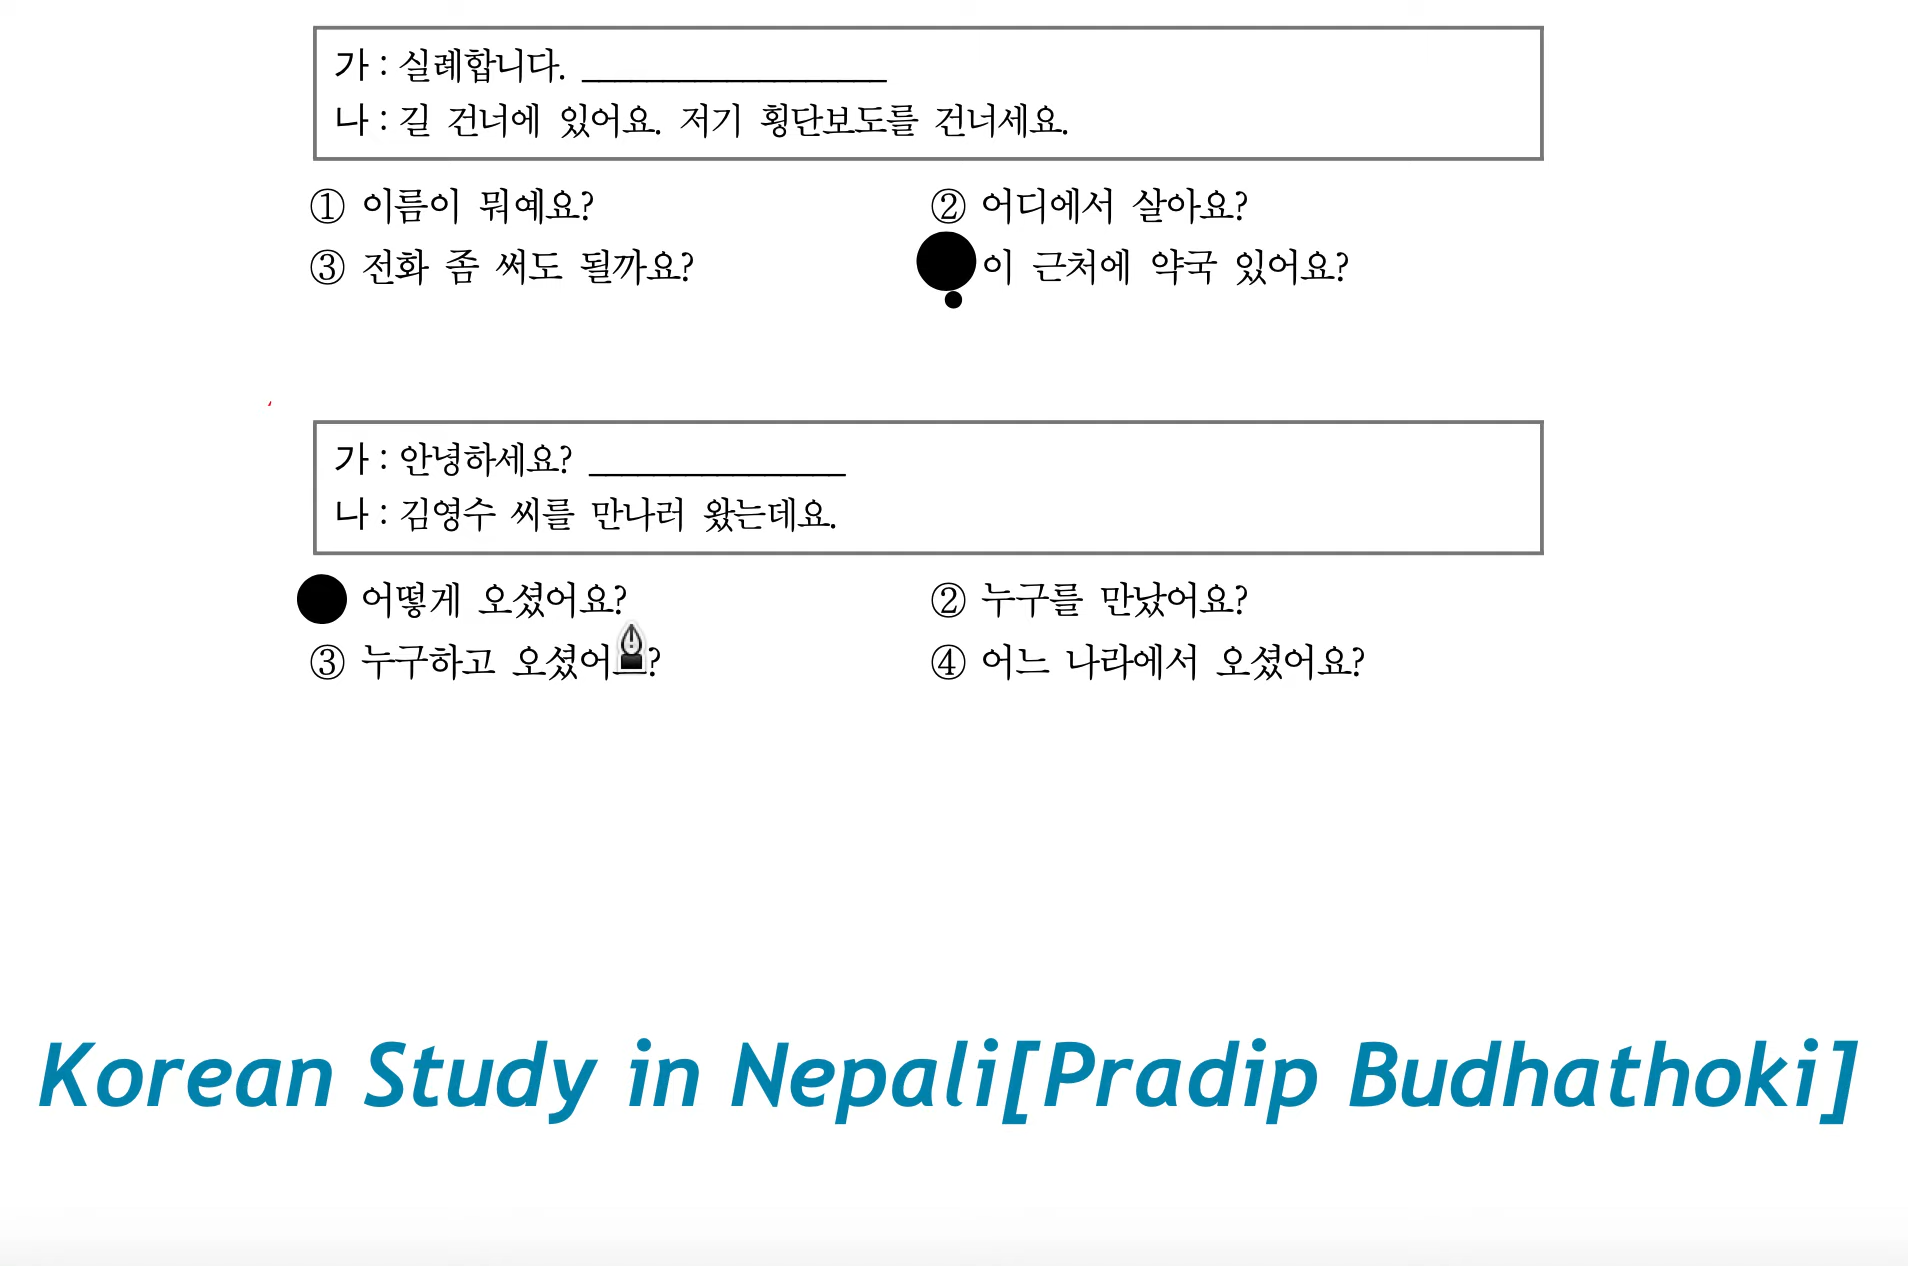 가 : 실례합니다. ___________________
나 : 길 건너에 있어요. 저기 횡단보도를 건너세요.
① 이름이 뭐예요? ② 어디에서 살아요?
③ 전화 좀 써도 될까요? 이 근처에 약국 있어요?
가 : 안녕하세요? ________________
나 : 김영수 씨를 만나러 왔는데요.
어떻게 오셨어요? ② 누구를 만났어요?
③ 누구하고 ④ 어느 나라에서 오셨어요?
Korean Study in Nepali[Pradip Budhathoki]